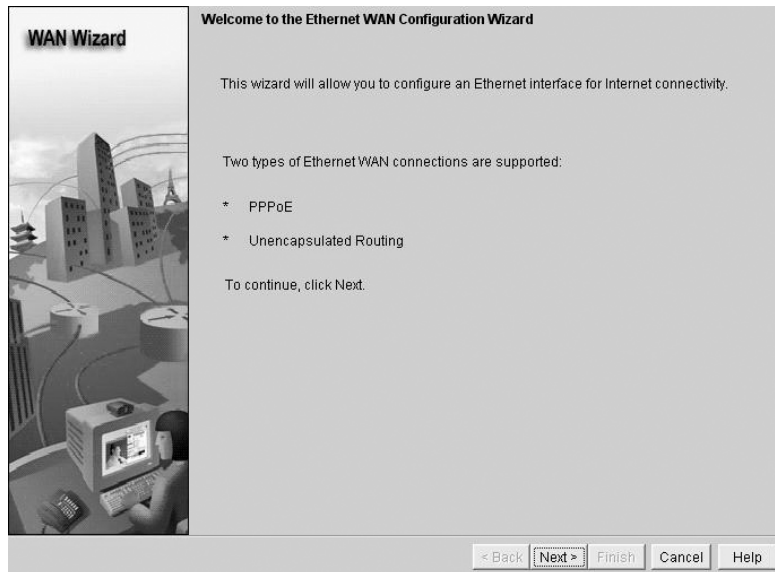 WAN Wizard
Welcome to the Ethernet WAN Configuration Wizard
This wizard will allow you to configure an Ethernet interface for Internet connectivity.
Two types of Ethernet WAN connections are supported:
* PPPoE
* Unencapsulated Routing
To continue, click Next.
< Back Next > Finish Cancel Help